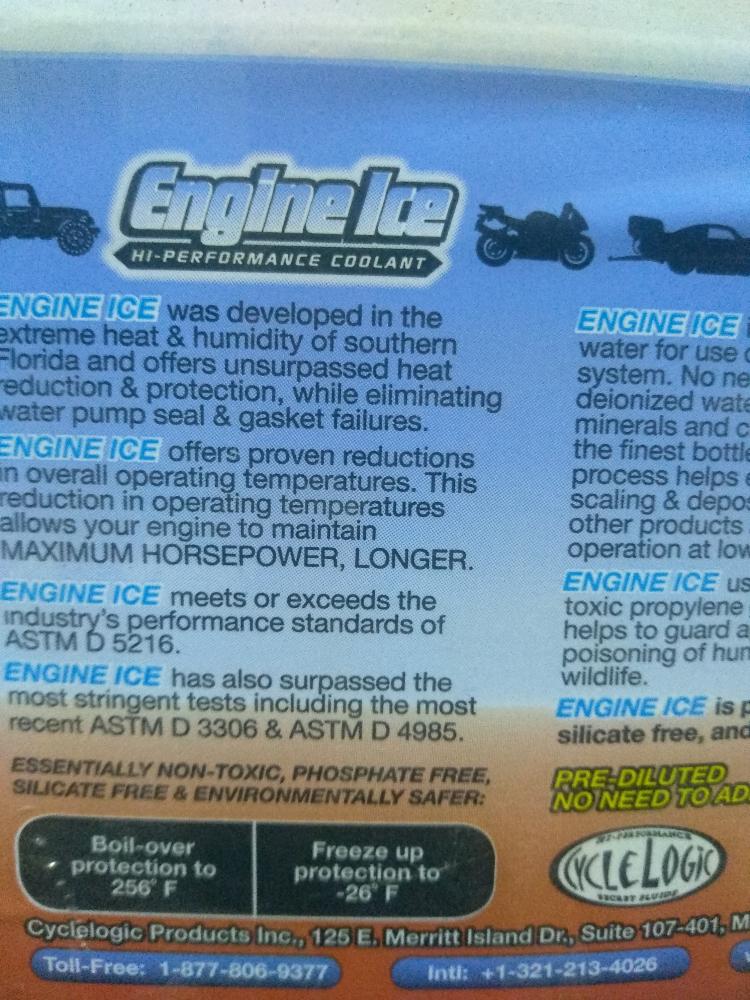 Engine Ice
HI-PERFORMANCE COOLANT
ENGINE ICE was developed in the
extreme heat & humidity of southern
Florida and offers unsurpassed heat
reduction & protection, while eliminating
water pump seal & gasket failures.
ENGINE ICE offers proven reductions
in overall operating temperatures. This
reduction in operating temperatures
allows your engine to maintain
MAXIMUM HORSEPOWER, LONGER.
ENGINE ICE meets or exceeds the
industry's performance standards of
ASTM D 5216.
ENGINE ICE has also surpassed the
most stringent tests including the most
recent ASTM D 3306 & ASTM D 4985.
ESSENTIALLY NON-TOXIC, PHOSPHATE FREE,
SILICATE FREE & ENVIRONMENTALLY SAFER:
Boil-over
protection to
256° F
Freeze up
protection to
-26° F
ENGINE ICE
water for use
system. No ne
deionized wate
minerals and c
the finest bottle
process helps
scaling & depo
other products
operation at low
ENGINE ICE us
toxic propylene
helps to guard a
poisoning of hum
wildlife.
ENGINE ICE is p
silicate free, and
PRE-DILUTED
NO NEED TO AD
HI-PERFORMANCE
CYCLELOGIC
SECRET FLUIDS
Cyclelogic Products Inc., 125 E. Merritt Island Dr., Suite 107-401, M
Toll-Free: 1-877-806-9377
Intl: +1-321-213-4026